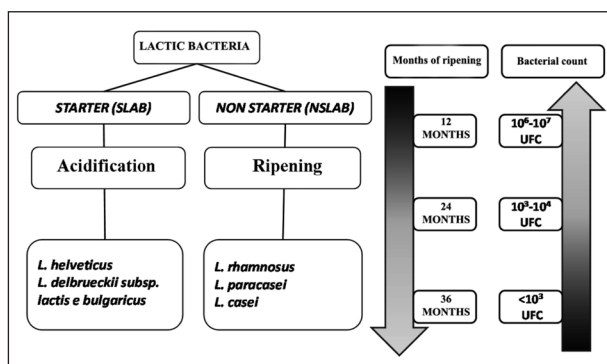 LACTIC BACTERIA
STARTER (SLAB)
NON STARTER (NSLAB)
Acidification
Ripening
L. helveticus
L. delbrueckii subsp.
lactis e bulgaricus
L. rhamnosus
L. paracasei
L. casei
Months of ripening
Bacterial count
12
MONTHS
10⁶-10⁷
UFC
24
MONTHS
10³-10⁴
UFC
36
MONTHS
<10³
UFC